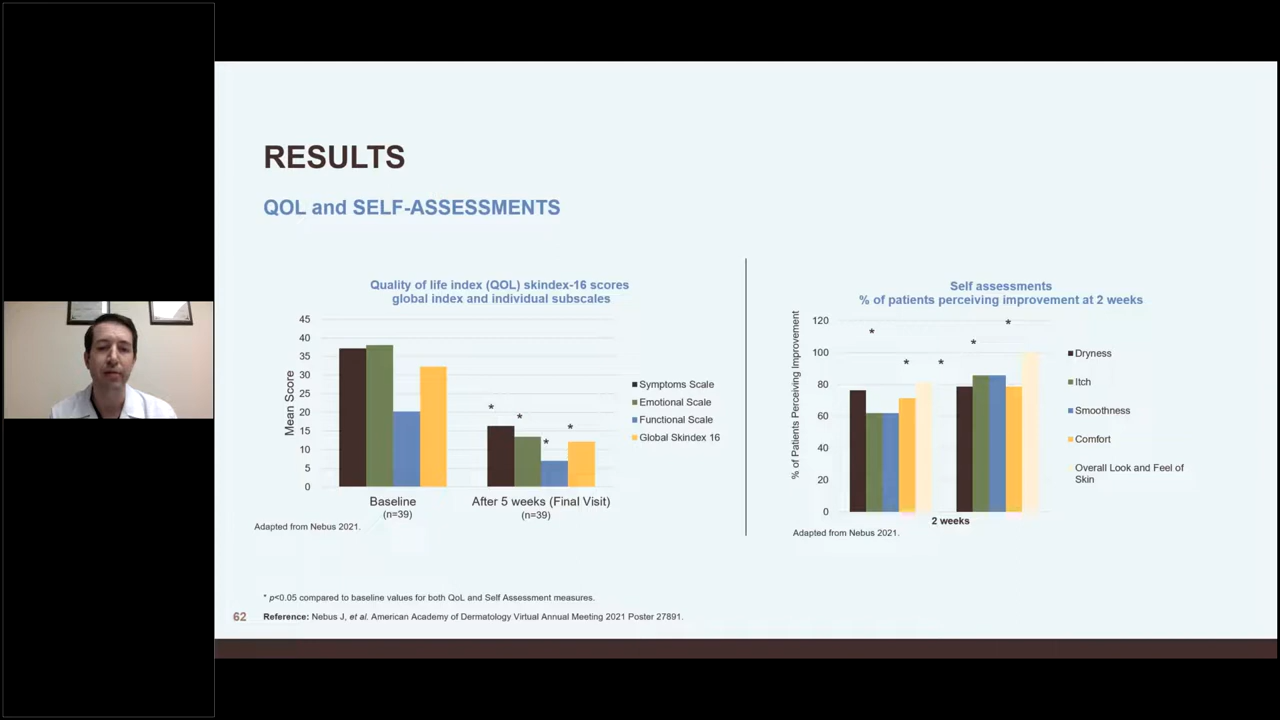 RESULTS
QOL and SELF-ASSESSMENTS
Quality of life index (QOL) skindex-16 scores
global index and individual subscales
45
40
35
30
25
20
15
10
5
0
Mean Score
*
*
*
*
Baseline
(n=39)
After 5 weeks (Final Visit)
(n=39)
Symptoms Scale
Emotional Scale
Functional Scale
Global Skindex 16
Adapted from Nebus 2021.
Self assessments
% of patients perceiving improvement at 2 weeks
120
100
80
60
40
20
0
% of Patients Perceiving Improvement
*
*
*
*
*
2 weeks
Dryness
Itch
Smoothness
Comfort
Overall Look and Feel of
Skin
Adapted from Nebus 2021.
* p<0.05 compared to baseline values for both QoL and Self Assessment measures.
62
Reference: Nebus J, et al. American Academy of Dermatology Virtual Annual Meeting 2021 Poster 27891.